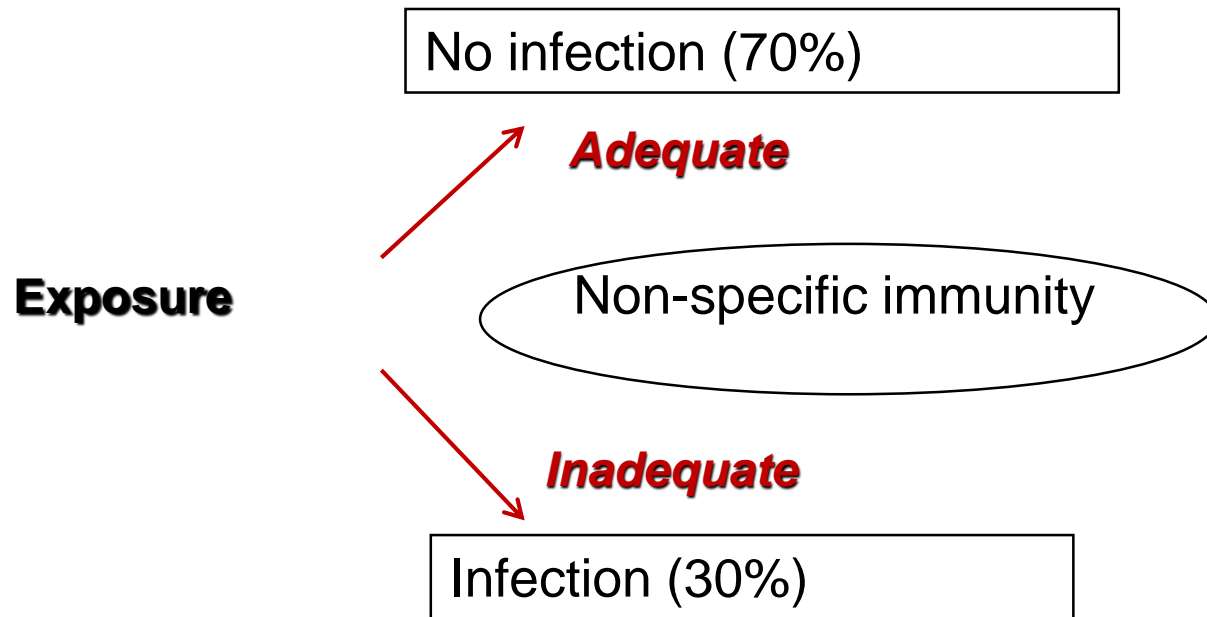 No infection (70%)
Adequate
Exposure
Non-specific immunity
Inadequate
Infection (30%)